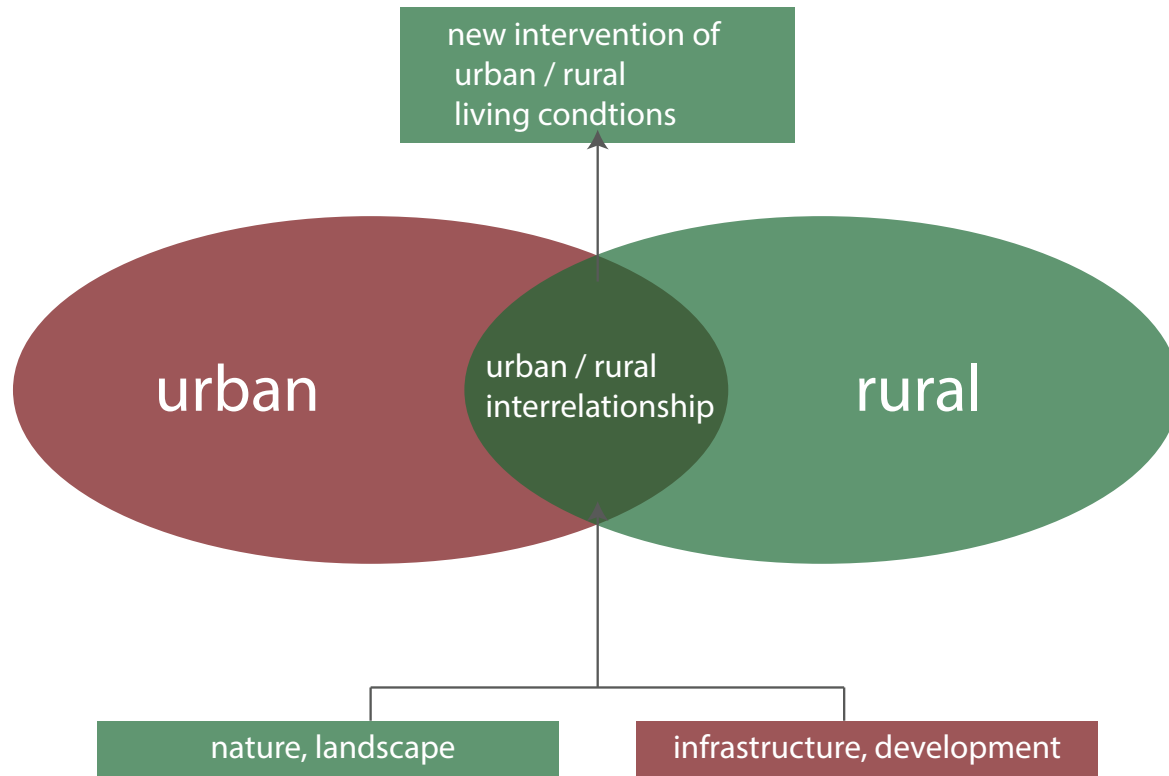 new intervention of
urban / rural
living condtions
urban
urban / rural
interrelationship
rural
nature, landscape
infrastructure, development